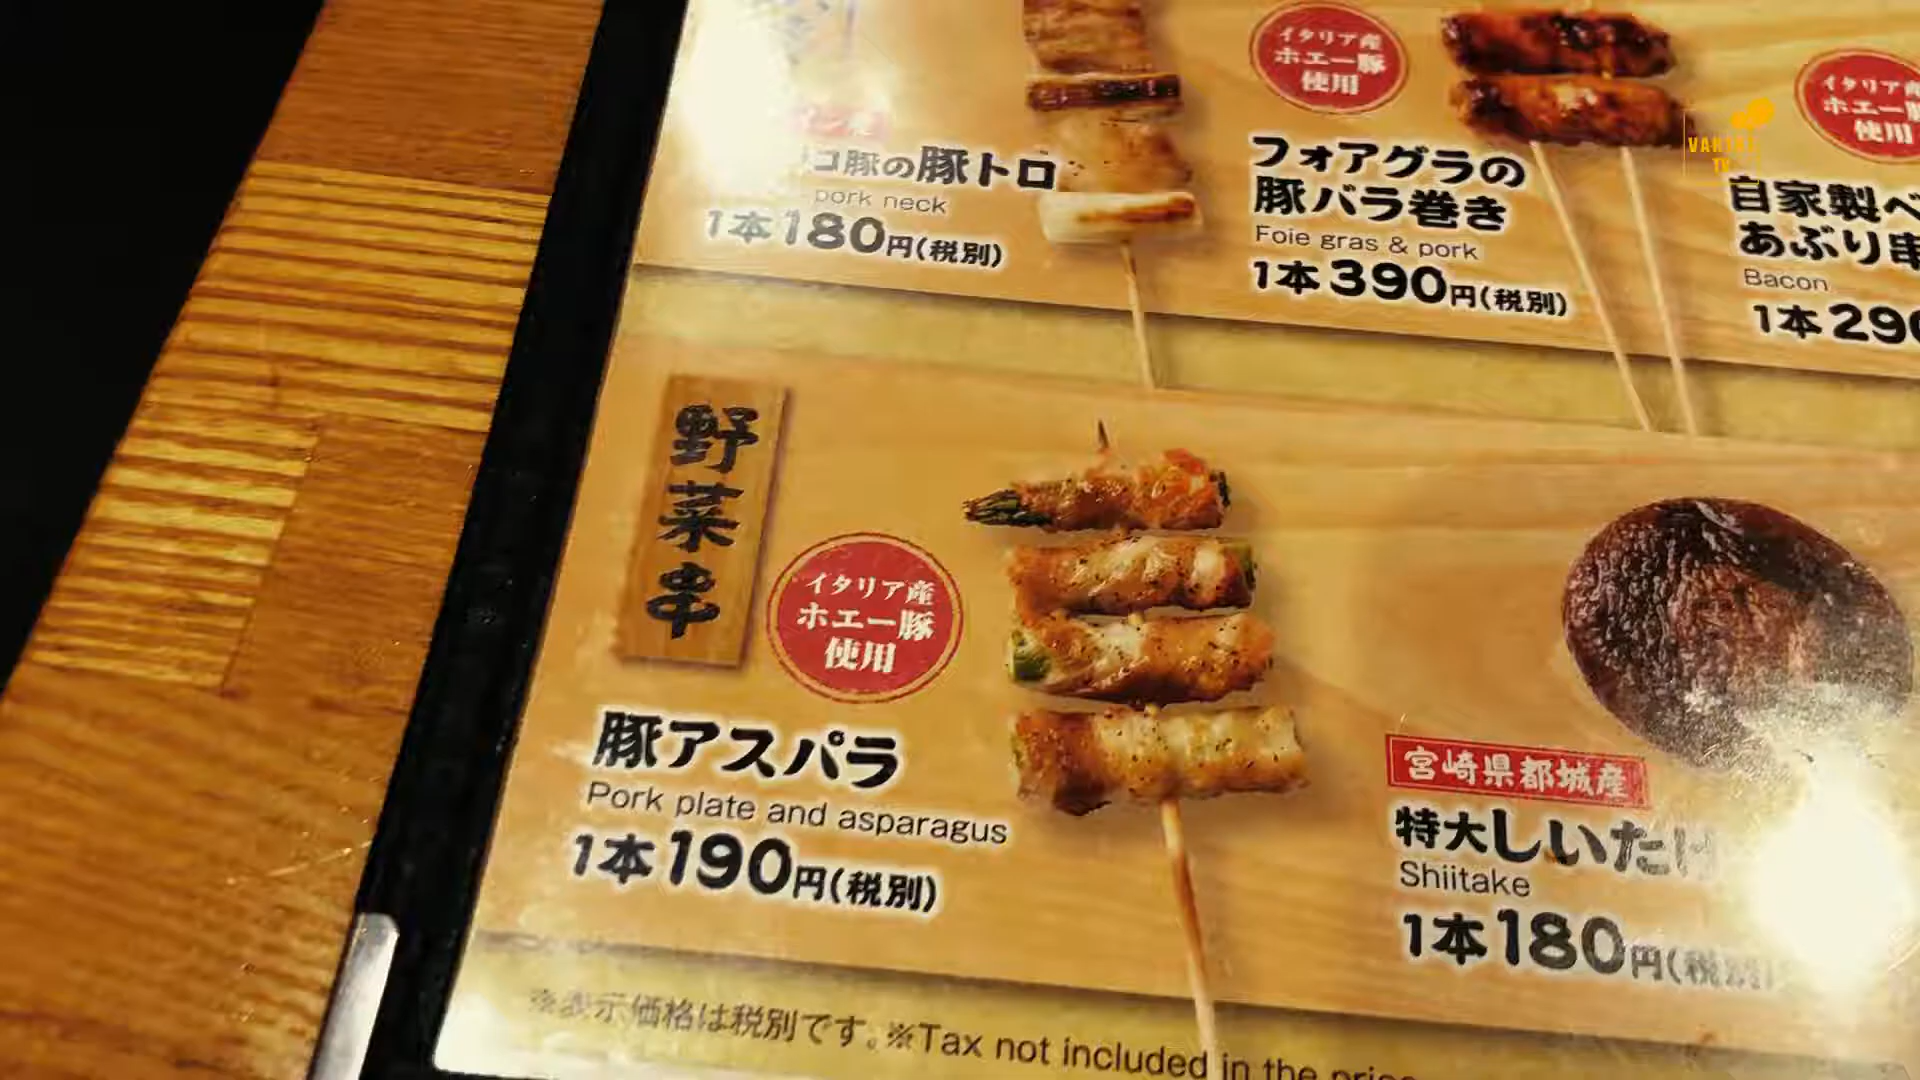 コ豚の豚トロ
pork neck
1本180円(税別)
イタリア産
ホエー豚
使用
フォアグラの
豚バラ巻き
Foie gras & pork
1本390円(税別)
イタリア産
ホエー豚
使用
自家製ベ
あぶり串
Bacon
1本290
VAR
TV
野菜串
イタリア産
ホエー豚
使用
豚アスパラ
Pork plate and asparagus
1本190円(税別)
宮崎県都城産
特大しいたけ
Shiitake
1本180円(税別)
※表示価格は税別です。※Tax not included in the price